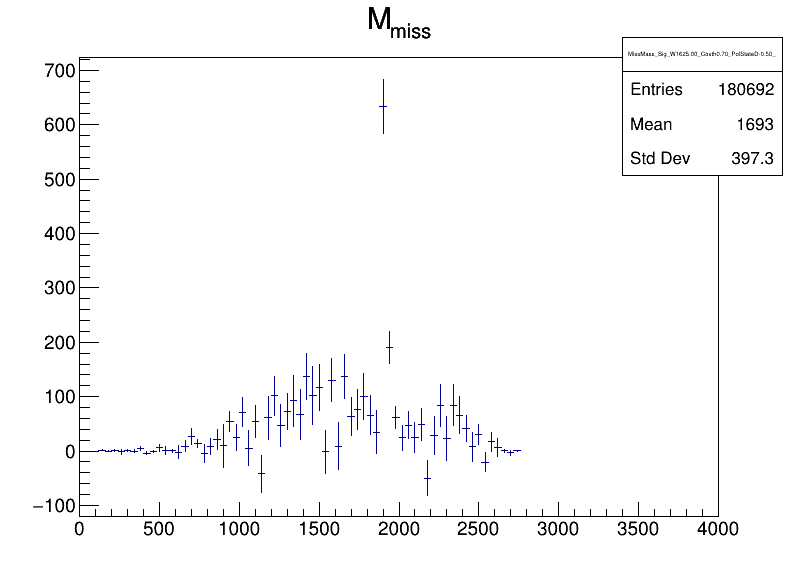 M_miss
MissMass_Sig_W1625.00_Costh0.70_PolStateD-0.50_
Entries 180692
Mean 1693
Std Dev 397.3
700
600
500
400
300
200
100
0
−100
0 500 1000 1500 2000 2500 3000 3500 4000